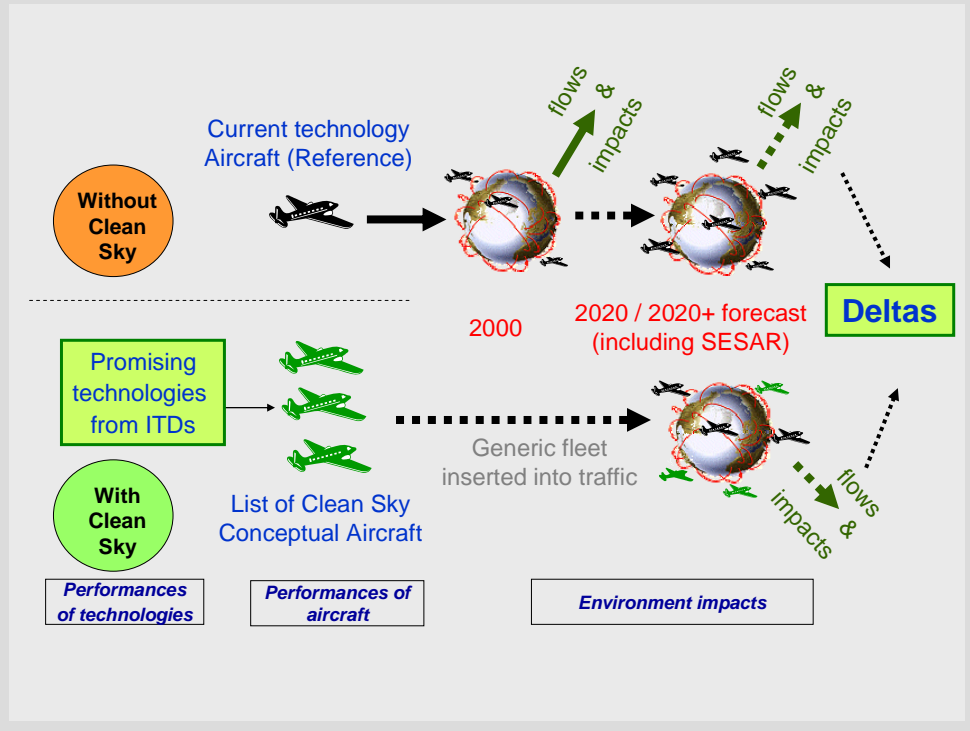 flows
&
impacts
flows
&
impacts
Current technology
Aircraft (Reference)
Without
Clean
Sky
Deltas
2000
2020 / 2020+ forecast
(including SESAR)
Promising
technologies
from ITDs
Generic fleet
inserted into traffic
With
Clean
Sky
List of Clean Sky
Conceptual Aircraft
flows
&
impacts
Performances
of technologies
Performances of
aircraft
Environment impacts